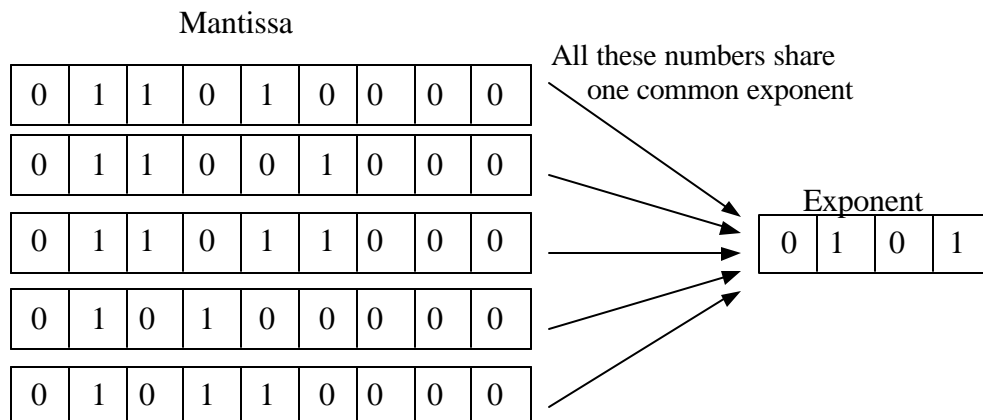 Mantissa
All these numbers share
one common exponent
0 1 1 0 1 0 0 0 0
0 1 1 0 0 1 0 0 0
0 1 1 0 1 1 0 0 0
0 1 0 1 0 0 0 0 0
0 1 0 1 1 0 0 0 0
Exponent
0 1 0 1